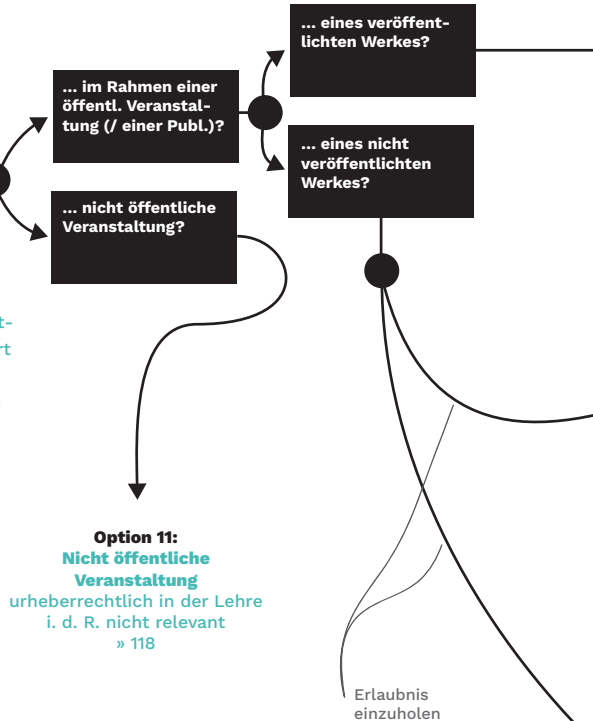 ... eines veröffent-
lichten Werkes?
... im Rahmen einer
öffentl. Veranstal-
tung (/ einer Publ.)?
... eines nicht
veröffentlichten
Werkes?
... nicht öffentliche
Veranstaltung?
t-
rt
Option 11:
Nicht öffentliche
Veranstaltung
urheberrechtlich in der Lehre
i. d. R. nicht relevant
» 118
Erlaubnis
einzuholen